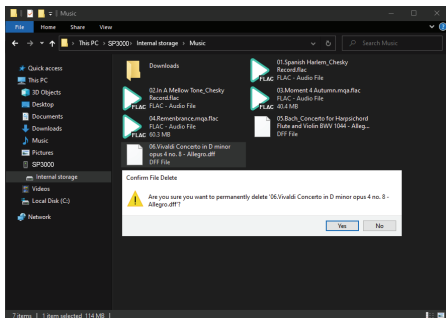 Music
File
Home
Share
View
This PC
SP3000
Internal storage
Music
Search Music
Quick access
This PC
3D Objects
Desktop
Documents
Downloads
Music
Pictures
SP3000
Internal storage
Videos
Local Disk (C:)
Network
Downloads
01.Spanish Harlem_Chesky
Record.flac
FLAC - Audio File
FLAC
02.In A Mellow Tone_Chesky
Record.flac
FLAC - Audio File
FLAC
03.Moment 4 Autumn.mqa.flac
FLAC - Audio File
40.4 MB
FLAC
04.Remenbrance.mqa.flac
FLAC - Audio File
60.3 MB
FLAC
05.Bach_Concerto for Harpsichord
Flute and Violin BWV 1044 - Alleg...
DFF File
06.Vivaldi Concerto in D minor
opus 4 no. 8 - Allegro.dff
DFF File
Confirm File Delete
Are you sure you want to permanently delete '06.Vivaldi Concerto in D minor opus 4 no. 8 -
Allegro.dff'?
Yes
No
7 items
1 item selected 114 MB